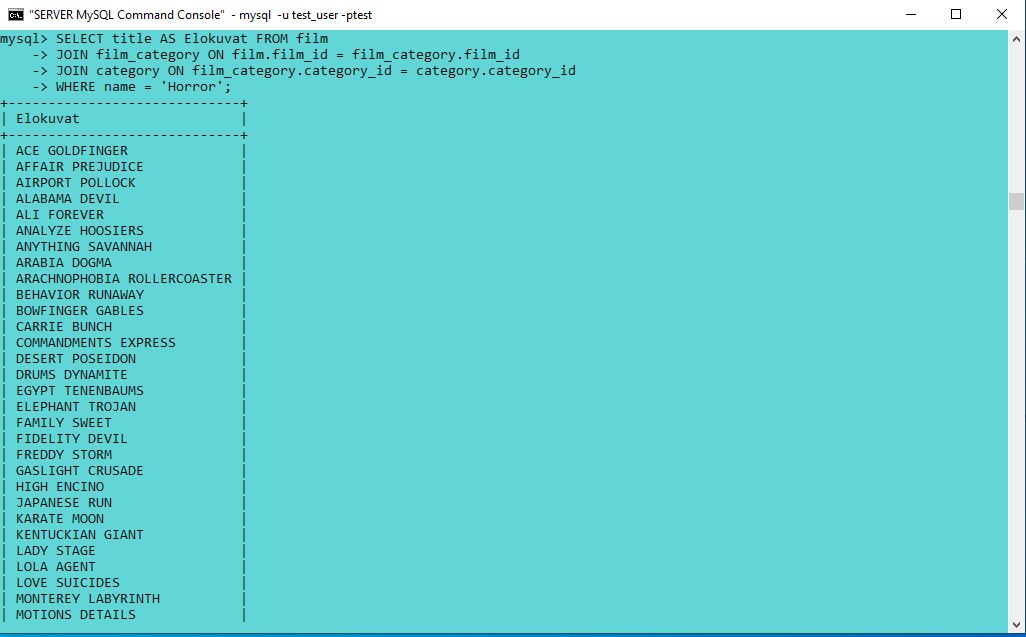 "SERVER MySQL Command Console" - mysql -u test_user -ptest
mysql> SELECT title AS Elokuvat FROM film
    -> JOIN film_category ON film.film_id = film_category.film_id
    -> JOIN category ON film_category.category_id = category.category_id
    -> WHERE name = 'Horror';
+-----------------------------+
| Elokuvat                    |
+-----------------------------+
| ACE GOLDFINGER              |
| AFFAIR PREJUDICE            |
| AIRPORT POLLOCK             |
| ALABAMA DEVIL               |
| ALI FOREVER                 |
| ANALYZE HOOSIERS            |
| ANYTHING SAVANNAH           |
| ARABIA DOGMA                |
| ARACHNOPHOBIA ROLLERCOASTER |
| BEHAVIOR RUNAWAY            |
| BOWFINGER GABLES            |
| CARRIE BUNCH                |
| COMMANDMENTS EXPRESS        |
| DESERT POSEIDON             |
| DRUMS DYNAMITE              |
| EGYPT TENENBAUMS            |
| ELEPHANT TROJAN             |
| FAMILY SWEET                |
| FIDELITY DEVIL              |
| FREDDY STORM                |
| GASLIGHT CRUSADE            |
| HIGH ENCINO                 |
| JAPANESE RUN                |
| KARATE MOON                 |
| KENTUCKIAN GIANT            |
| LADY STAGE                  |
| LOLA AGENT                  |
| LOVE SUICIDES               |
| MONTEREY LABYRINTH          |
| MOTIONS DETAILS             |